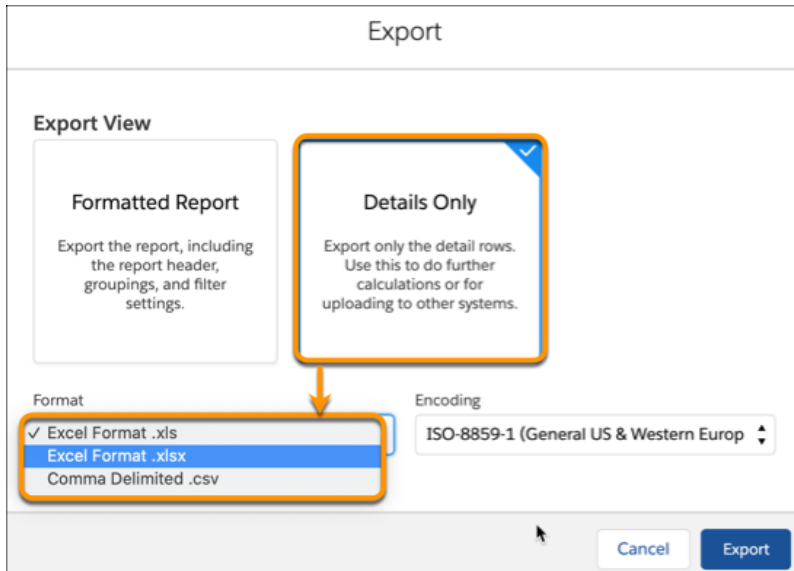 Export
Export View
Formatted Report
Export the report, including
the report header,
groupings, and filter
settings.
Details Only
Export only the detail rows.
Use this to do further
calculations or for
uploading to other systems.
Format
✓ Excel Format .xls
Excel Format .xlsx
Comma Delimited .csv
Encoding
ISO-8859-1 (General US & Western Europ
Cancel
Export